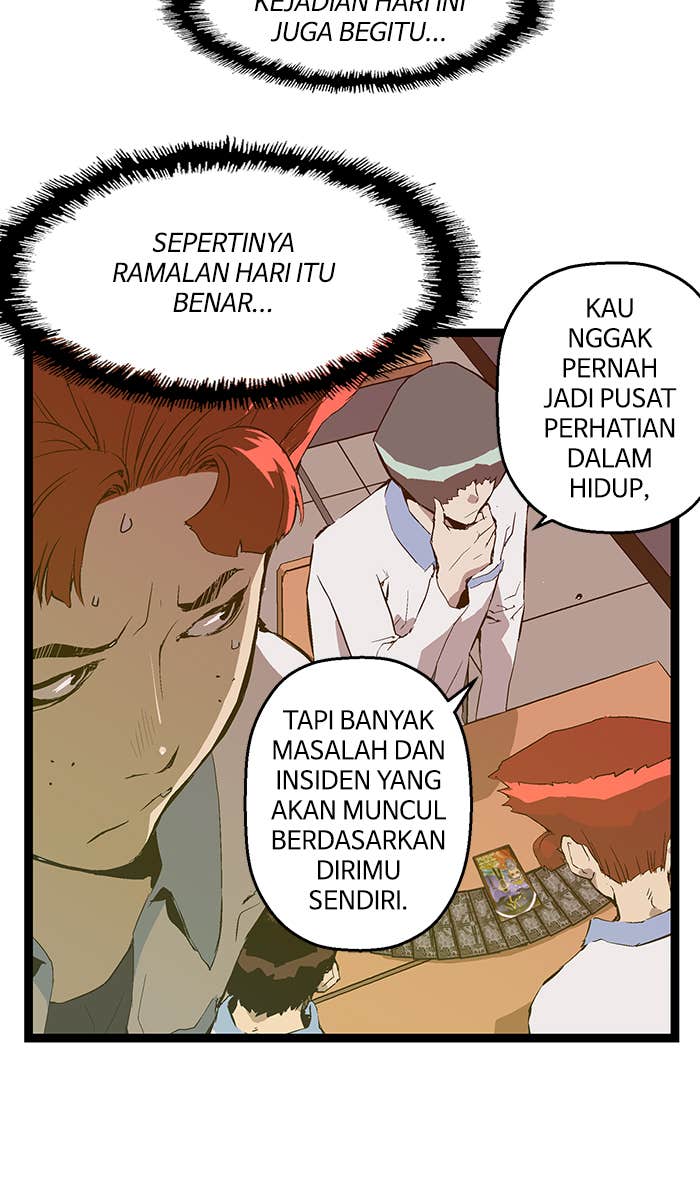 KEJADIAN HARI INI
JUGA BEGITU...
SEPERTINYA
RAMALAN HARI ITU
BENAR...
KAU
NGGAK
PERNAH
JADI PUSAT
PERHATIAN
DALAM
HIDUP,
TAPI BANYAK
MASALAH DAN
INSIDEN YANG
AKAN MUNCUL
BERDASARKAN
DIRIMU
SENDIRI.